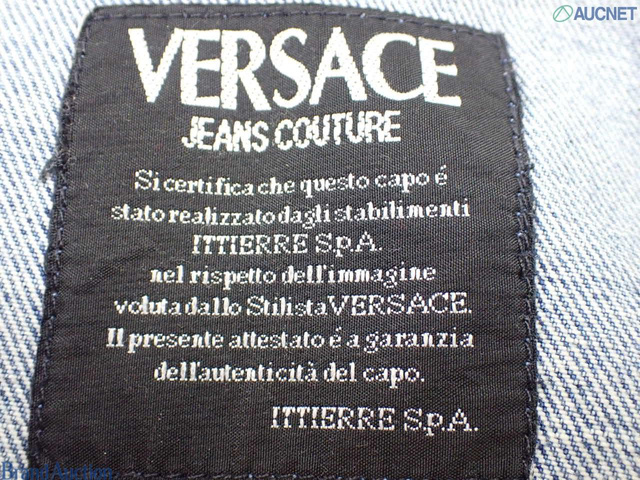 AUCNET
VERSACE
JEANS COUTURE
Si certifica che questo capo é
stato realizzato dagli stabilimenti
ITTIERRE S.p.A.
nel rispetto dell'immagine
voluta dallo Stilista VERSACE.
Il presente attestato é a garanzia
dell'autenticità del capo.
ITTIERRE S.p.A.
Brand Auction